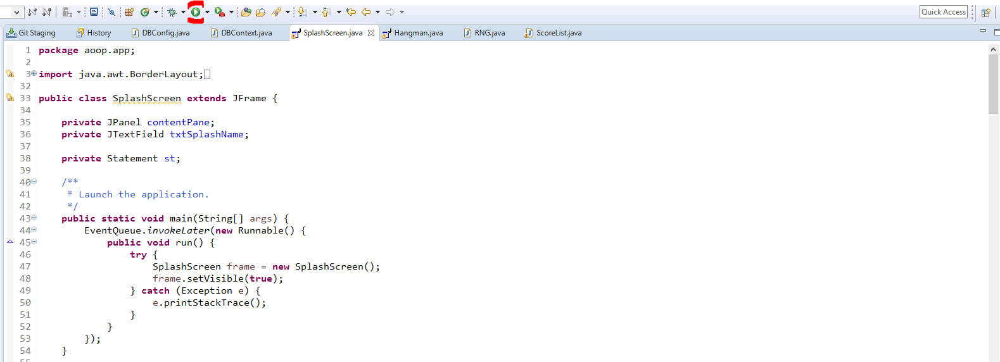 Quick Access
Git Staging History DBConfig.java DBContext.java SplashScreen.java Hangman.java RNG.java ScoreList.java
1 package aoop.app;
2
3 import java.awt.BorderLayout;
32
33 public class SplashScreen extends JFrame {
34
35 private JPanel contentPane;
36 private JTextField txtSplashName;
37
38 private Statement st;
39
40 /**
41 * Launch the application.
42 */
43 public static void main(String[] args) {
44 EventQueue.invokeLater(new Runnable() {
45 public void run() {
46 try {
47 SplashScreen frame = new SplashScreen();
48 frame.setVisible(true);
49 } catch (Exception e) {
50 e.printStackTrace();
51 }
52 }
53 });
54 }